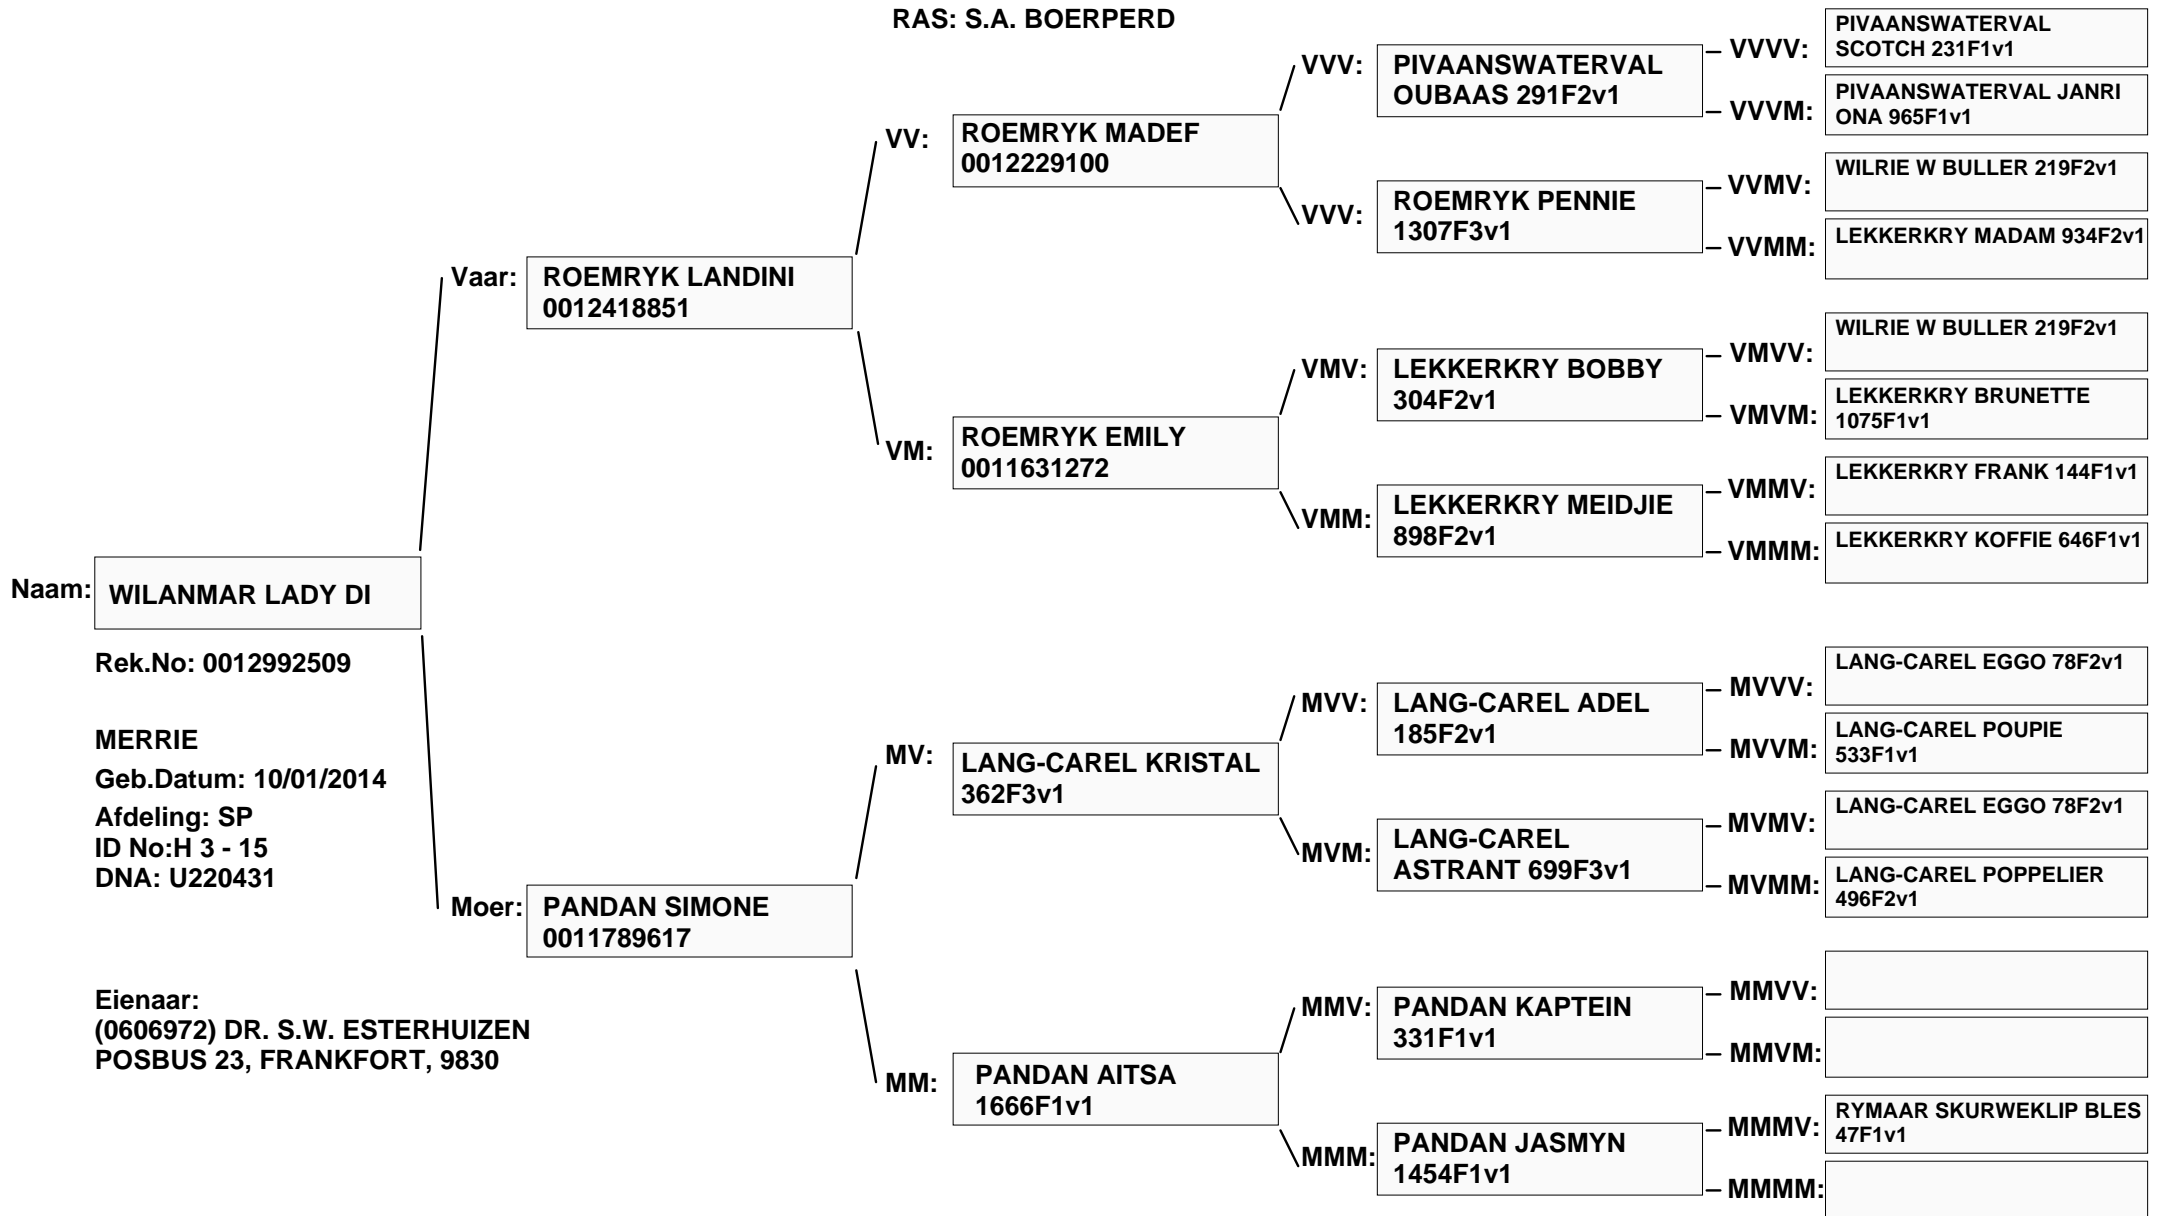 RAS: S.A. BOERPERD
Naam:
WILANMAR LADY DI
Rek.No: 0012992509
MERRIE
Geb.Datum: 10/01/2014
Afdeling: SP
ID No:H 3 - 15
DNA: U220431
Eienaar:
(0606972) DR. S.W. ESTERHUIZEN
POSBUS 23, FRANKFORT, 9830
Vaar:
ROEMRYK LANDINI
0012418851
Moer:
PANDAN SIMONE
0011789617
VV:
ROEMRYK MADEF
0012229100
VM:
ROEMRYK EMILY
0011631272
MV:
LANG-CAREL KRISTAL
362F3v1
MM:
PANDAN AITSA
1666F1v1
VVV:
PIVAANSWATERVAL
OUBAAS 291F2v1
VVV:
ROEMRYK PENNIE
1307F3v1
VMV:
LEKKERKRY BOBBY
304F2v1
VMM:
LEKKERKRY MEIDJIE
898F2v1
MVV:
LANG-CAREL ADEL
185F2v1
MVM:
LANG-CAREL
ASTRANT 699F3v1
MMV:
PANDAN KAPTEIN
331F1v1
MMM:
PANDAN JASMYN
1454F1v1
VVVV:
PIVAANSWATERVAL
SCOTCH 231F1v1
VVVM:
PIVAANSWATERVAL JANRI
ONA 965F1v1
VVMV:
WILRIE W BULLER 219F2v1
VVMM:
LEKKERKRY MADAM 934F2v1
VMVV:
WILRIE W BULLER 219F2v1
VMVM:
LEKKERKRY BRUNETTE
1075F1v1
VMMV:
LEKKERKRY FRANK 144F1v1
VMMM:
LEKKERKRY KOFFIE 646F1v1
MVVV:
LANG-CAREL EGGO 78F2v1
MVVM:
LANG-CAREL POUPIE
533F1v1
MVMV:
LANG-CAREL EGGO 78F2v1
MVMM:
LANG-CAREL POPPELIER
496F2v1
MMVV:
MMVM:
MMMV:
RYMAAR SKURWEKLIP BLES
47F1v1
MMMM: